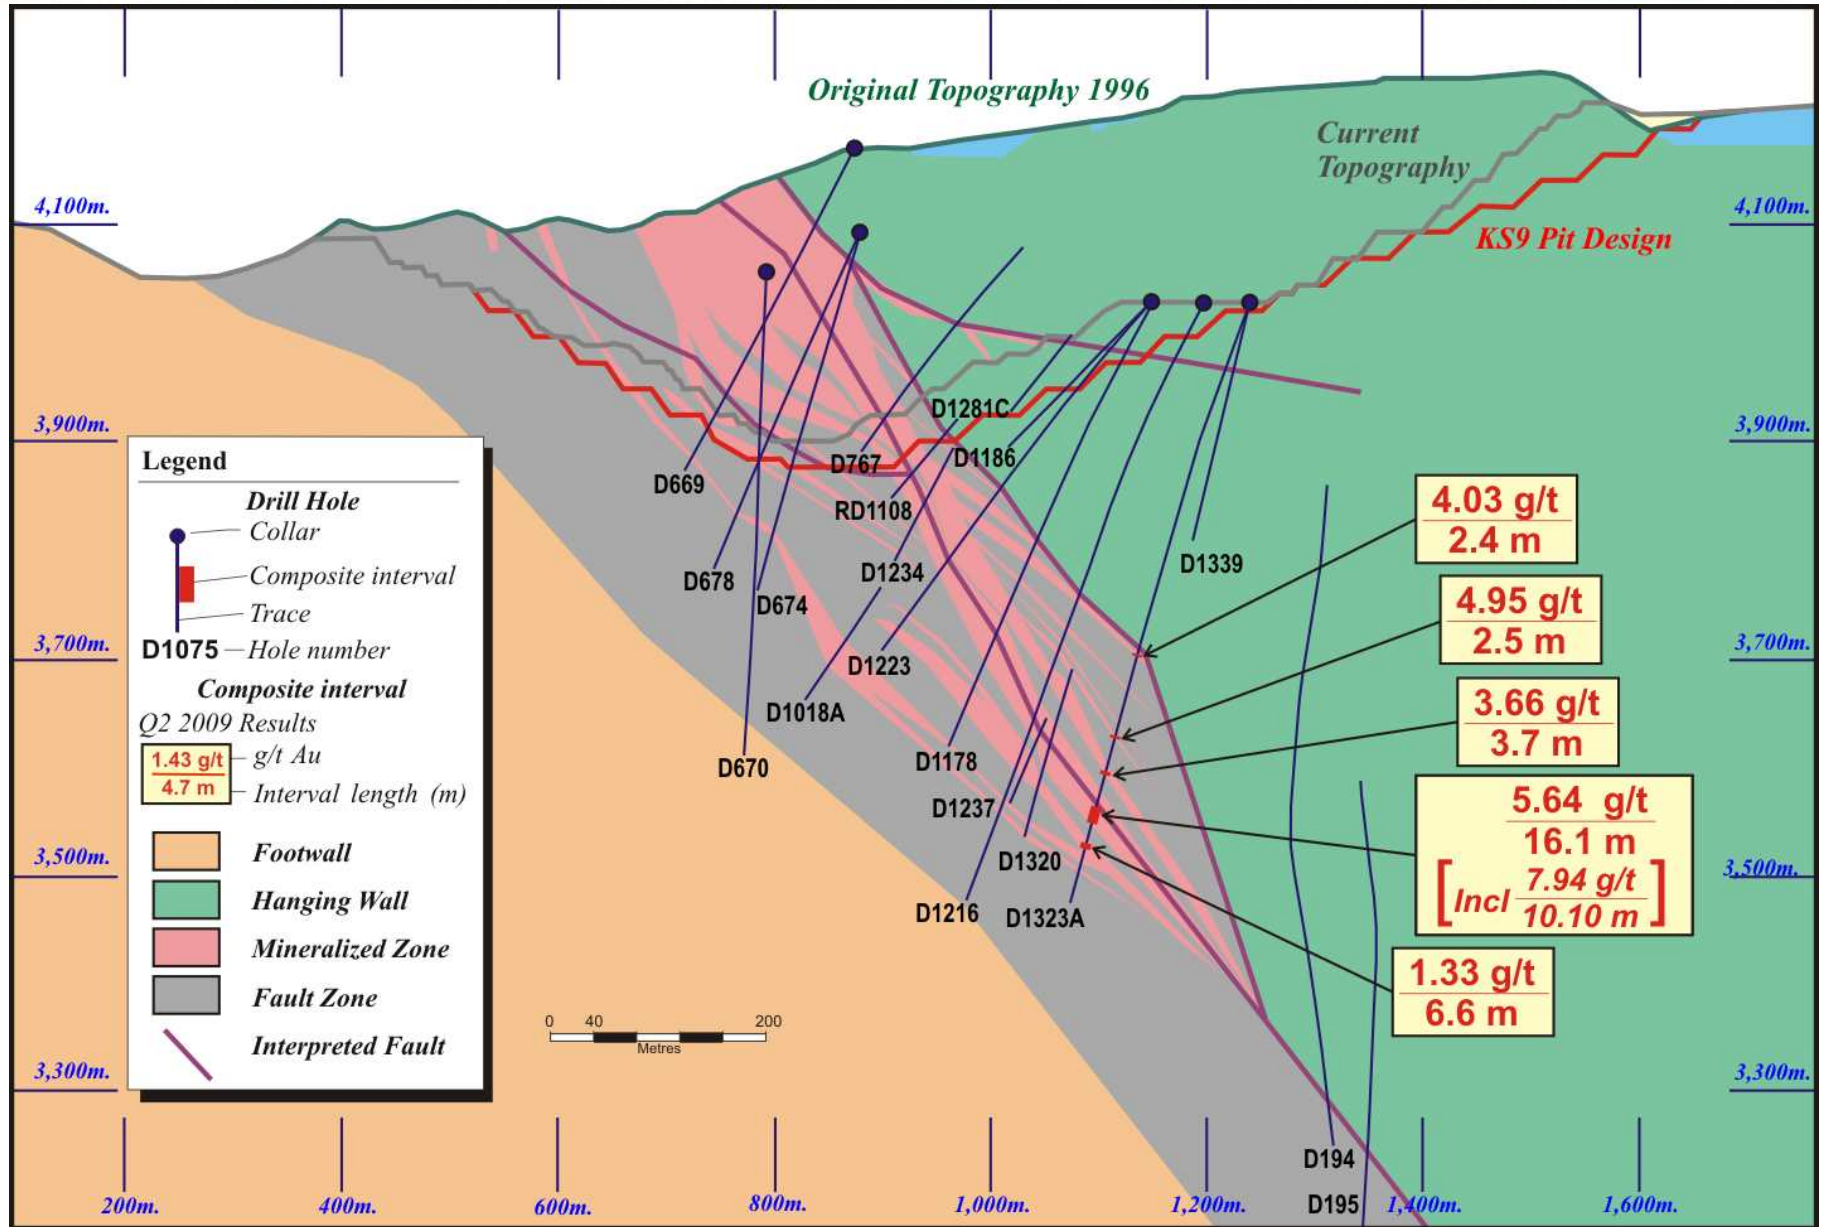 Original Topography 1996
Current
Topography
4,100m.
4,100m.
KS9 Pit Design
3,900m.
3,900m.
D1281C
D767
D1186
D669
RD1108
D678
D1234
D674
D1339
D1223
D1018A
D670
D1178
D1237
D1320
D1216
D1323A
D194
D195
Legend
Drill Hole
Collar
Composite interval
Trace
D1075
Hole number
Composite interval
Q2 2009 Results
1.43 g/t
4.7 m
g/t Au
Interval length (m)
Footwall
Hanging Wall
Mineralized Zone
Fault Zone
Interpreted Fault
4.03 g/t
2.4 m
4.95 g/t
2.5 m
3.66 g/t
3.7 m
5.64 g/t
16.1 m
[Incl 7.94 g/t
10.10 m]
1.33 g/t
6.6 m
3,700m.
3,700m.
3,500m.
3,500m.
3,300m.
3,300m.
0 40 200
Metres
200m.
400m.
600m.
800m.
1,000m.
1,200m.
1,400m.
1,600m.